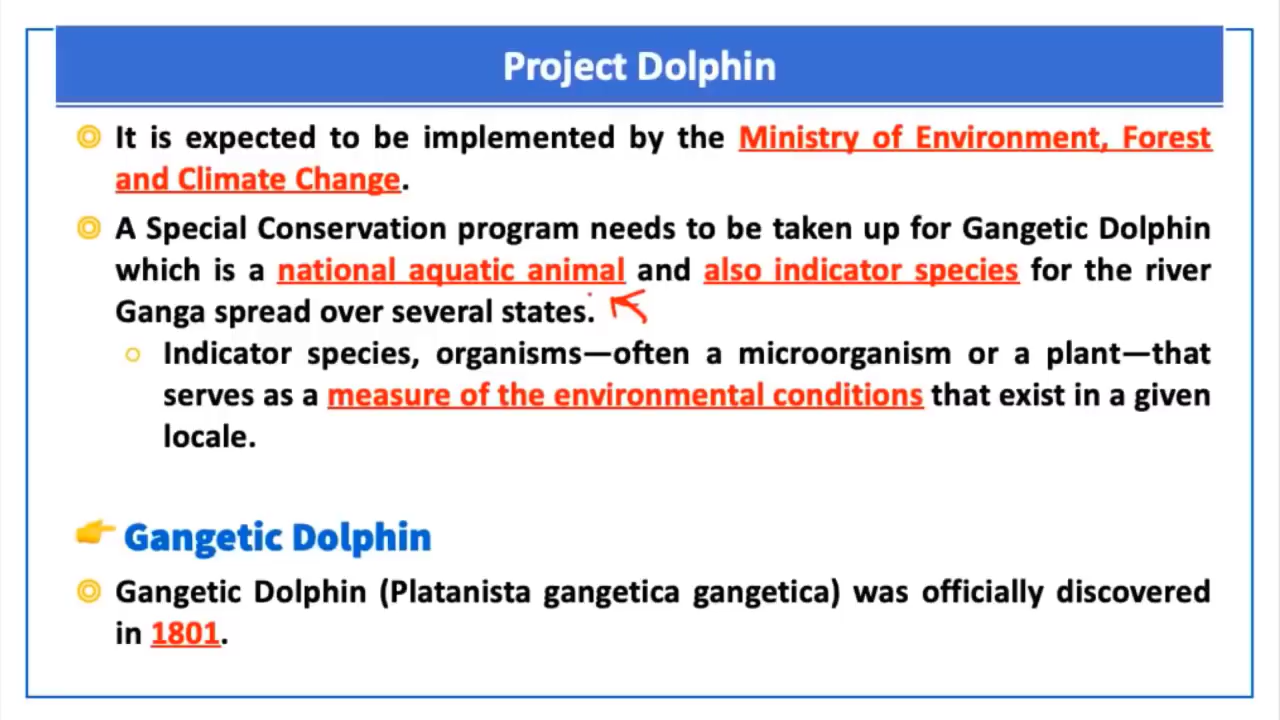 Project Dolphin
It is expected to be implemented by the Ministry of Environment, Forest
and Climate Change.
A Special Conservation program needs to be taken up for Gangetic Dolphin
which is a national aquatic animal and also indicator species for the river
Ganga spread over several states.
Indicator species, organisms—often a microorganism or a plant—that
serves as a measure of the environmental conditions that exist in a given
locale.
Gangetic Dolphin
Gangetic Dolphin (Platanista gangetica gangetica) was officially discovered
in 1801.